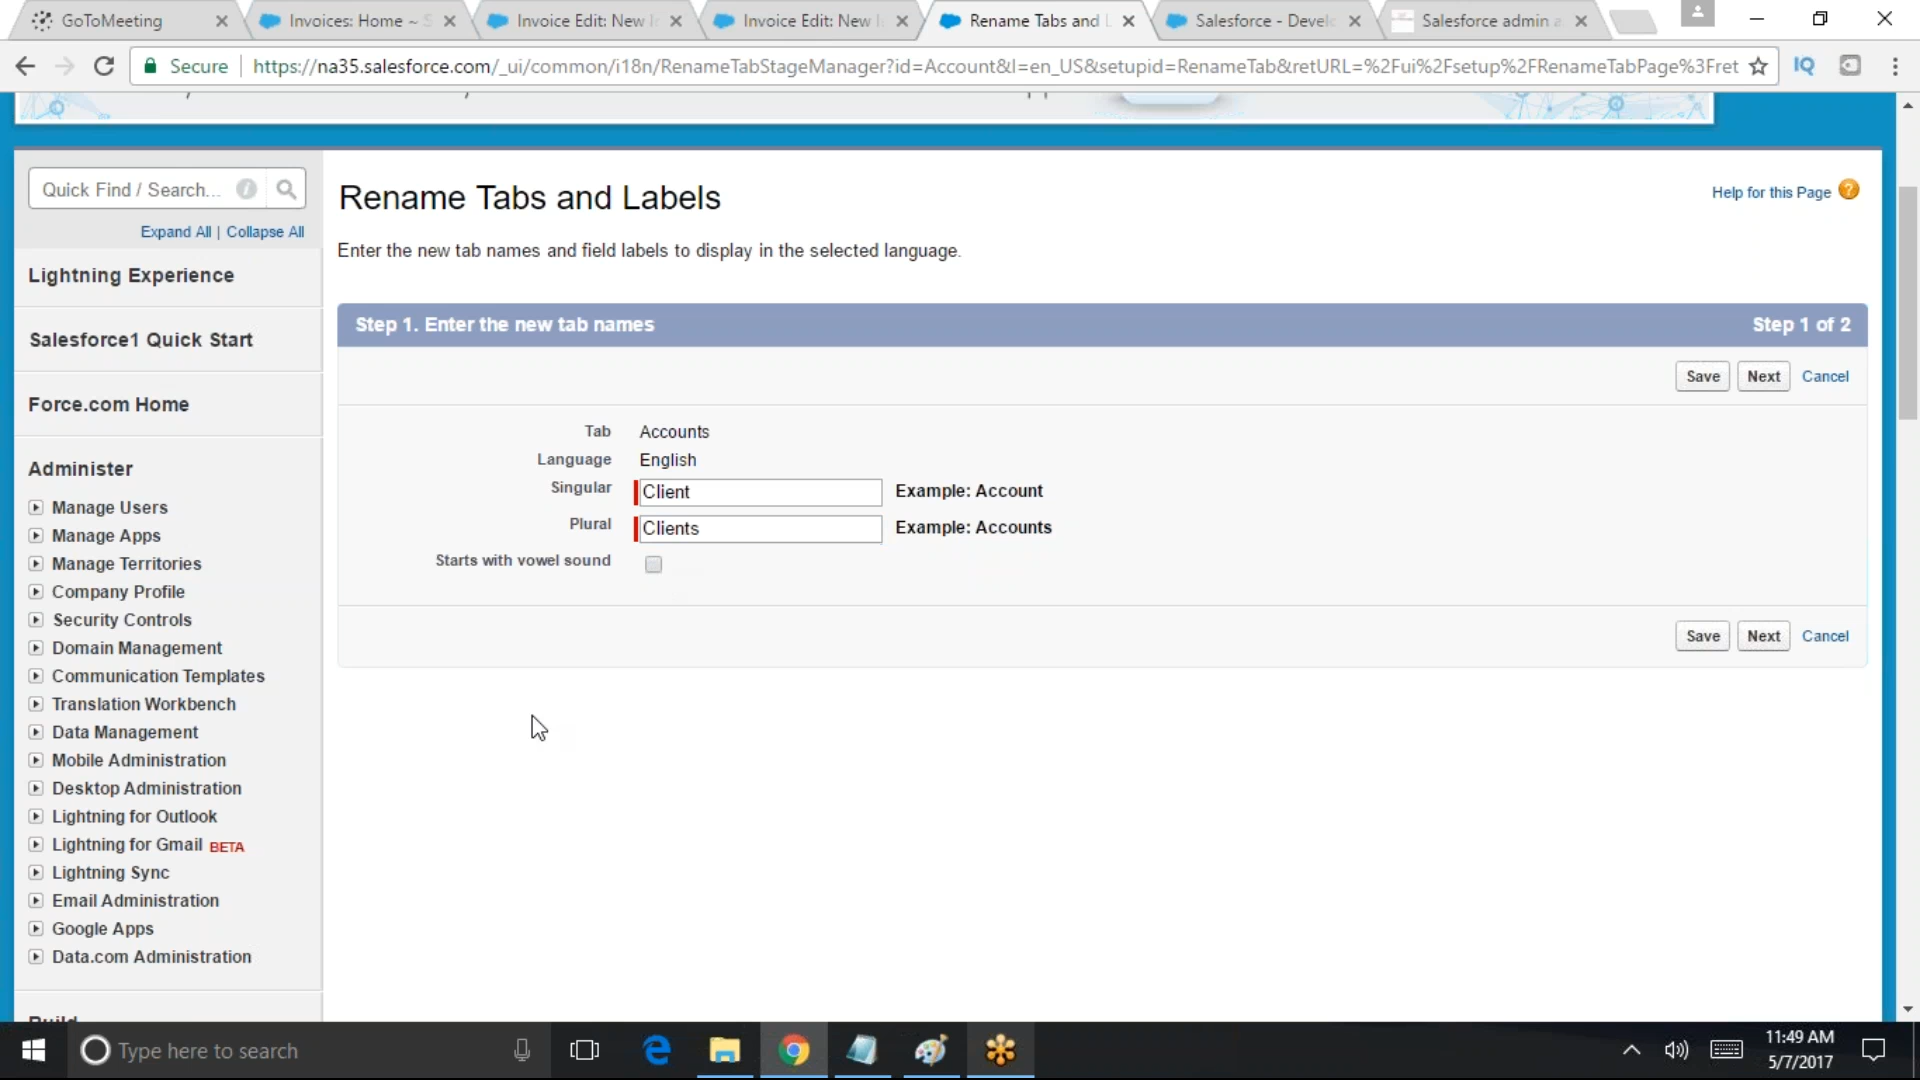 GoToMeeting
Invoices: Home ~ S
Invoice Edit: New I
Invoice Edit: New I
Rename Tabs and L
Salesforce - Devel
Salesforce admin a
Secure
https://na35.salesforce.com/_ui/common/i18n/RenameTabStageManager?id=Account&l=en_US&setupid=RenameTab&retURL=%2Fui%2Fsetup%2FRenameTabPage%3Fret
IQ
Quick Find / Search...
Expand All | Collapse All
Lightning Experience
Salesforce1 Quick Start
Force.com Home
Administer
Manage Users
Manage Apps
Manage Territories
Company Profile
Security Controls
Domain Management
Communication Templates
Translation Workbench
Data Management
Mobile Administration
Desktop Administration
Lightning for Outlook
Lightning for Gmail BETA
Lightning Sync
Email Administration
Google Apps
Data.com Administration
Build
Rename Tabs and Labels
Help for this Page
Enter the new tab names and field labels to display in the selected language.
Step 1. Enter the new tab names
Step 1 of 2
Save Next Cancel
Tab Accounts
Language English
Singular Client Example: Account
Plural Clients Example: Accounts
Starts with vowel sound
Save Next Cancel
Type here to search
11:49 AM
5/7/2017